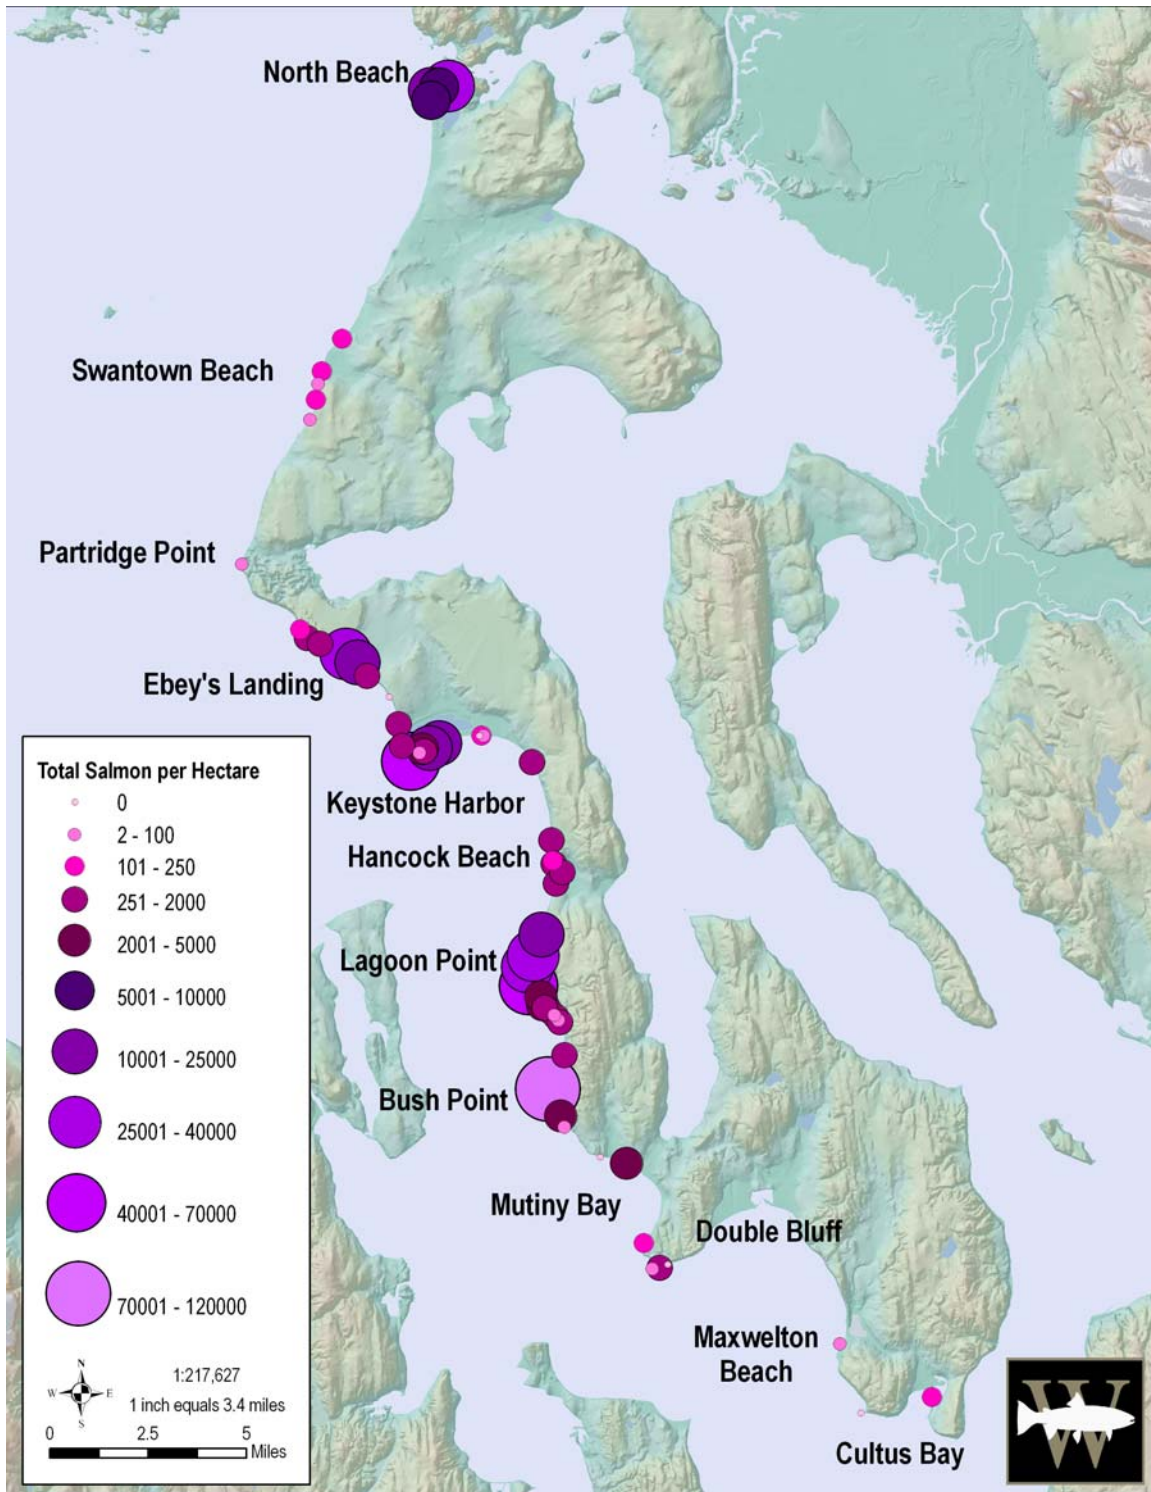 North Beach
Swantown Beach
Partridge Point
Ebey's Landing
Keystone Harbor
Hancock Beach
Lagoon Point
Bush Point
Mutiny Bay
Double Bluff
Maxwelton
Beach
Cultus Bay
Total Salmon per Hectare
0
2 - 100
101 - 250
251 - 2000
2001 - 5000
5001 - 10000
10001 - 25000
25001 - 40000
40001 - 70000
70001 - 120000
N
W E
S
1:217,627
1 inch equals 3.4 miles
0 2.5 5
Miles
W